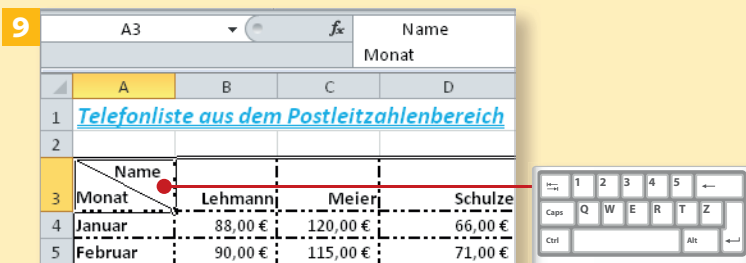 9
A3 fx Name
Monat
A B C D
1 Telefonliste aus dem Postleitzahlenbereich
2
Name
3 Monat Lehmann Meier Schulze
4 Januar 88,00 € 120,00 € 66,00 €
5 Februar 90,00 € 115,00 € 71,00 €
1 2 3 4 5
Caps Q W E R T Z
Ctrl Alt